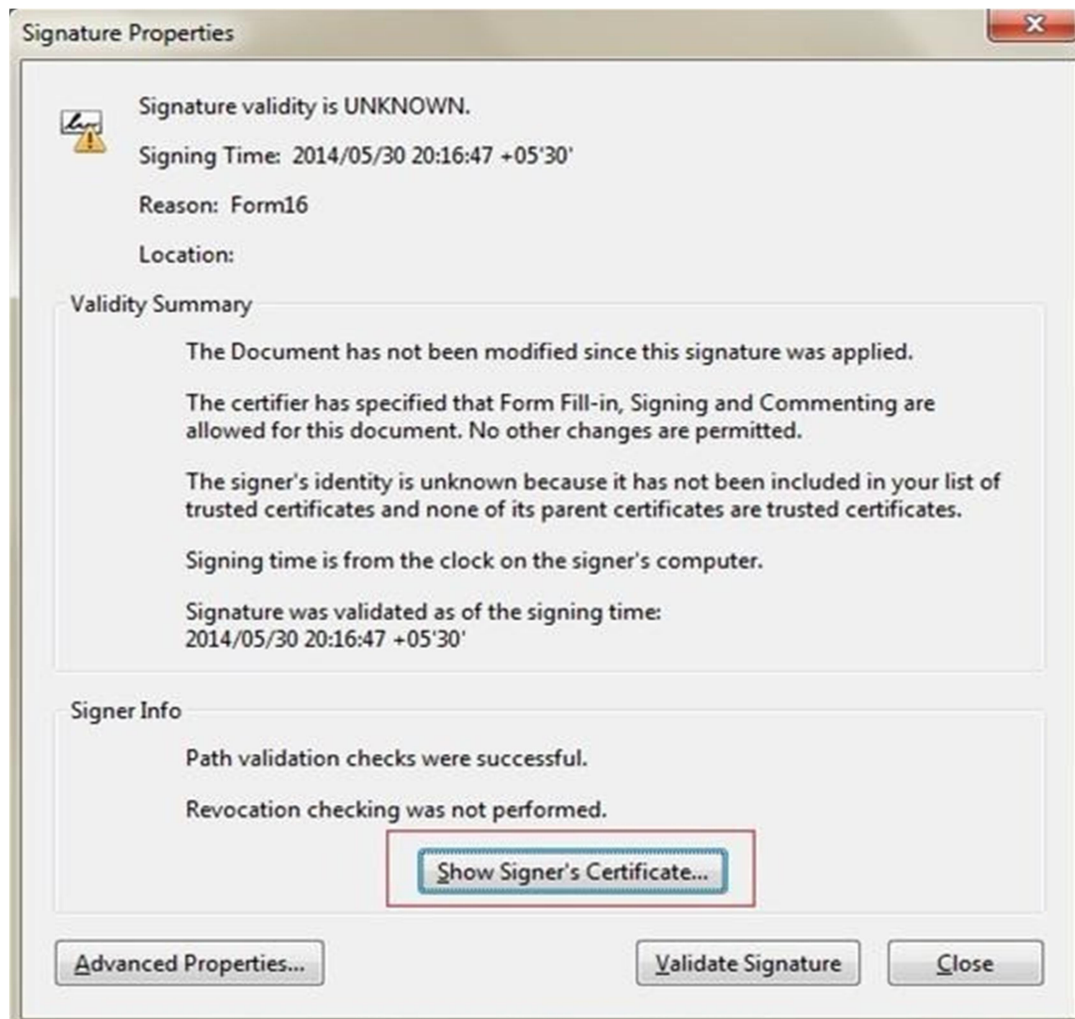 Signature Properties
Signature validity is UNKNOWN.
Signing Time: 2014/05/30 20:16:47 +05'30'
Reason: Form16
Location:
Validity Summary
The Document has not been modified since this signature was applied.
The certifier has specified that Form Fill-in, Signing and Commenting are
allowed for this document. No other changes are permitted.
The signer's identity is unknown because it has not been included in your list of
trusted certificates and none of its parent certificates are trusted certificates.
Signing time is from the clock on the signer's computer.
Signature was validated as of the signing time:
2014/05/30 20:16:47 +05'30'
Signer Info
Path validation checks were successful.
Revocation checking was not performed.
Show Signer's Certificate...
Advanced Properties... Validate Signature Close